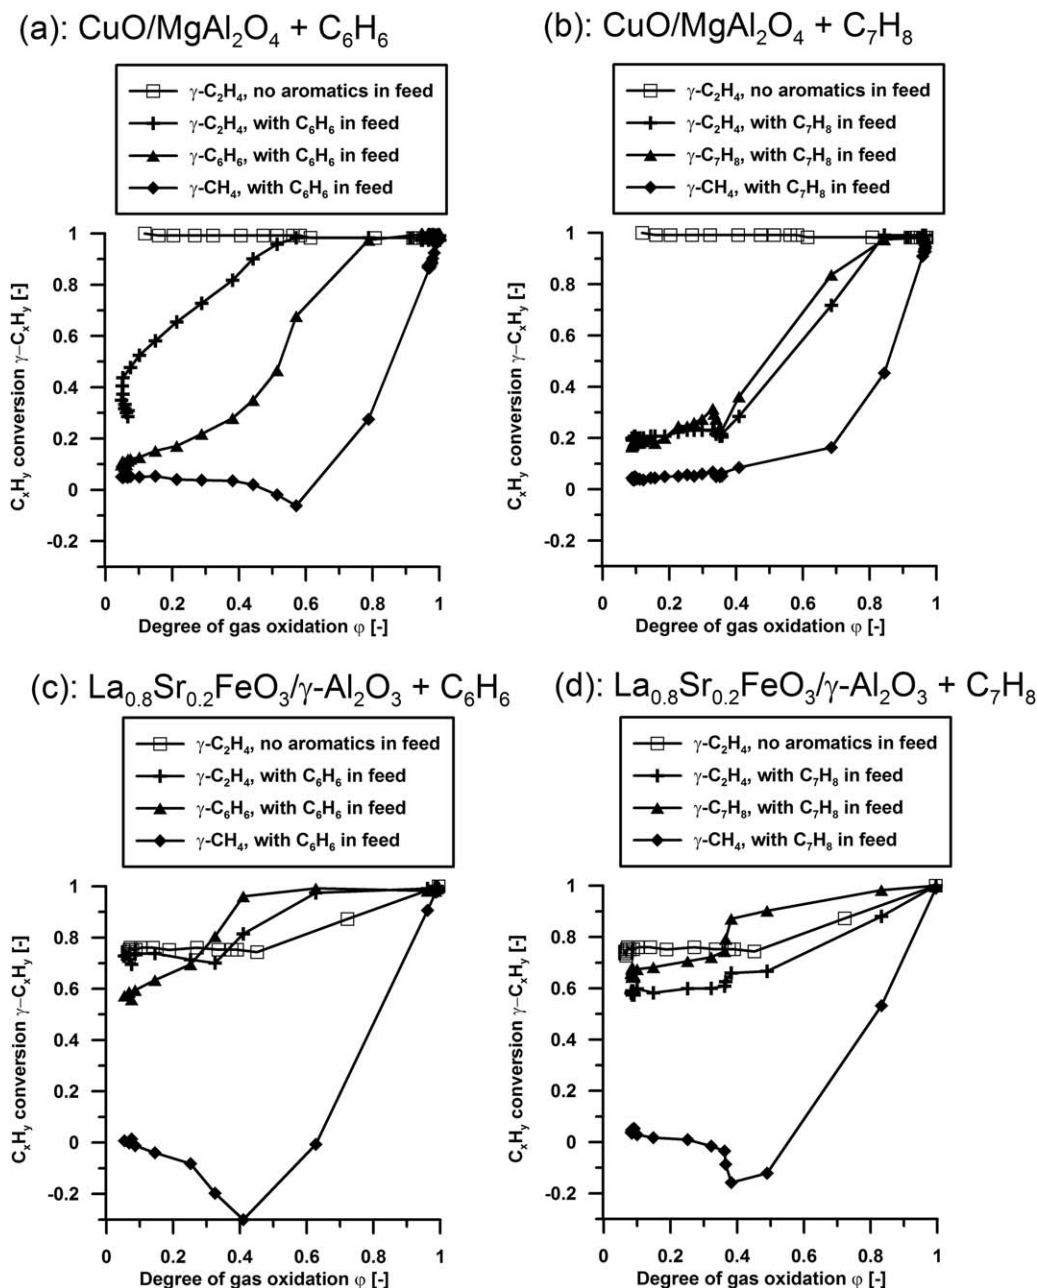 (a): CuO/MgAl₂O₄ + C₆H₆
γ-C₂H₄, no aromatics in feed
γ-C₂H₄, with C₆H₆ in feed
γ-C₆H₆, with C₆H₆ in feed
γ-CH₄, with C₆H₆ in feed
CₓHᵧ conversion γ–CₓHᵧ [-]
1
0.8
0.6
0.4
0.2
0
-0.2
0
0.2
0.4
0.6
0.8
1
Degree of gas oxidation φ [-]
(b): CuO/MgAl₂O₄ + C₇H₈
γ-C₂H₄, no aromatics in feed
γ-C₂H₄, with C₇H₈ in feed
γ-C₇H₈, with C₇H₈ in feed
γ-CH₄, with C₇H₈ in feed
CₓHᵧ conversion γ–CₓHᵧ [-]
1
0.8
0.6
0.4
0.2
0
-0.2
0
0.2
0.4
0.6
0.8
1
Degree of gas oxidation φ [-]
(c): La₀.₈Sr₀.₂FeO₃/γ-Al₂O₃ + C₆H₆
γ-C₂H₄, no aromatics in feed
γ-C₂H₄, with C₆H₆ in feed
γ-C₆H₆, with C₆H₆ in feed
γ-CH₄, with C₆H₆ in feed
CₓHᵧ conversion γ–CₓHᵧ [-]
1
0.8
0.6
0.4
0.2
0
-0.2
0
0.2
0.4
0.6
0.8
1
Degree of gas oxidation φ [-]
(d): La₀.₈Sr₀.₂FeO₃/γ-Al₂O₃ + C₇H₈
γ-C₂H₄, no aromatics in feed
γ-C₂H₄, with C₇H₈ in feed
γ-C₇H₈, with C₇H₈ in feed
γ-CH₄, with C₇H₈ in feed
CₓHᵧ conversion γ–CₓHᵧ [-]
1
0.8
0.6
0.4
0.2
0
-0.2
0
0.2
0.4
0.6
0.8
1
Degree of gas oxidation φ [-]